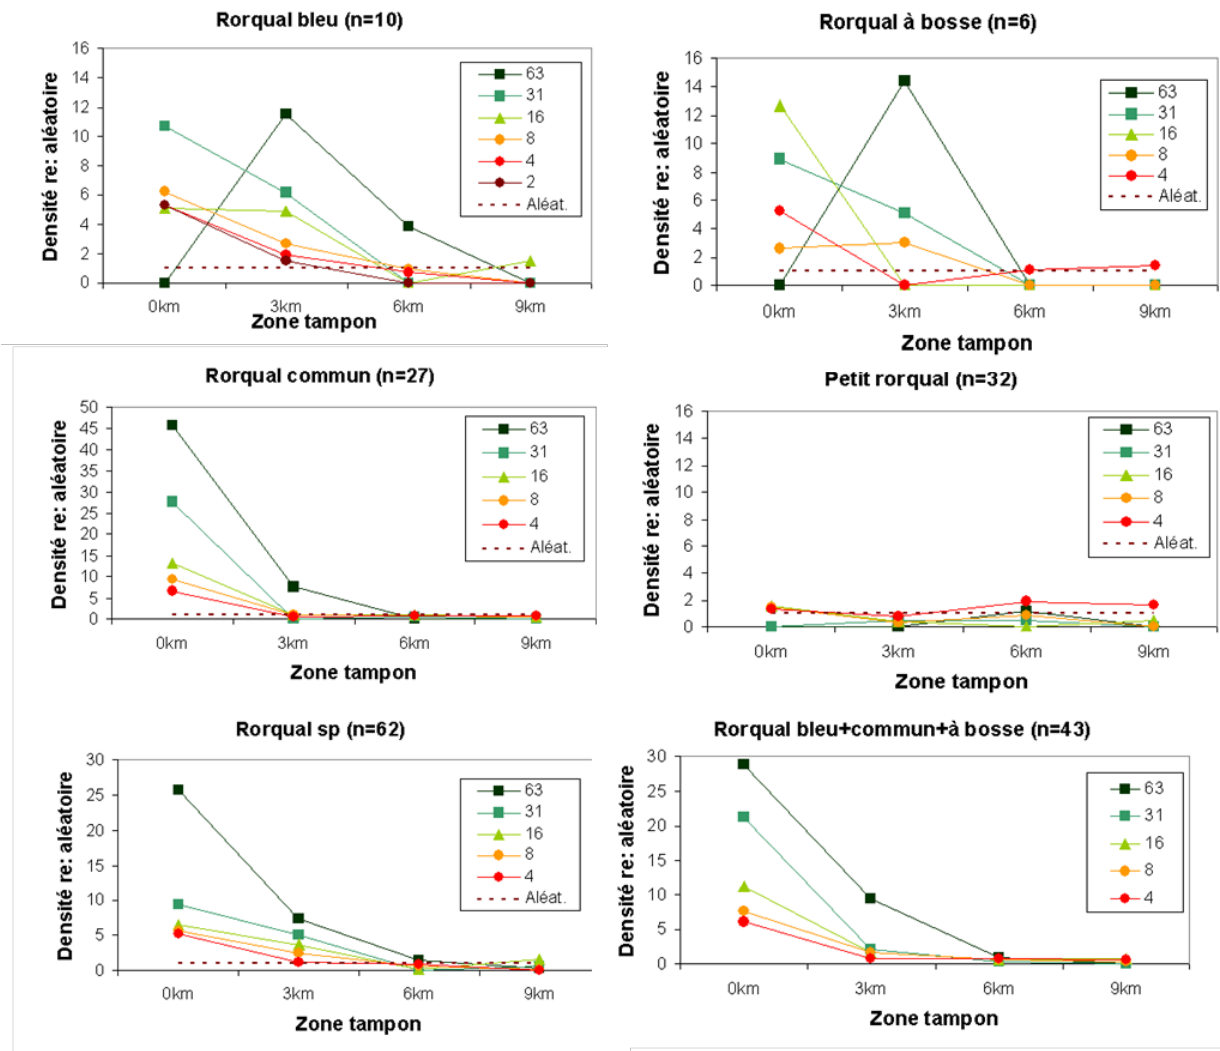 Rorqual bleu (n=10)
Densité re: aléatoire
16
14
12
10
8
6
4
2
0
63
31
16
8
4
2
Aléat.
0km 3km 6km 9km
Zone tampon
Rorqual à bosse (n=6)
Densité re: aléatoire
16
14
12
10
8
6
4
2
0
63
31
16
8
4
Aléat.
0km 3km 6km 9km
Zone tampon
Rorqual commun (n=27)
Densité re: aléatoire
50
45
40
35
30
25
20
15
10
5
0
63
31
16
8
4
Aléat.
0km 3km 6km 9km
Zone tampon
Petit rorqual (n=32)
Densité re: aléatoire
16
14
12
10
8
6
4
2
0
63
31
16
8
4
Aléat.
0km 3km 6km 9km
Zone tampon
Rorqual sp (n=62)
Densité re: aléatoire
30
25
20
15
10
5
0
63
31
16
8
4
Aléat.
0km 3km 6km 9km
Zone tampon
Rorqual bleu+commun+à bosse (n=43)
Densité re: aléatoire
30
25
20
15
10
5
0
63
31
16
8
4
0km 3km 6km 9km
Zone tampon